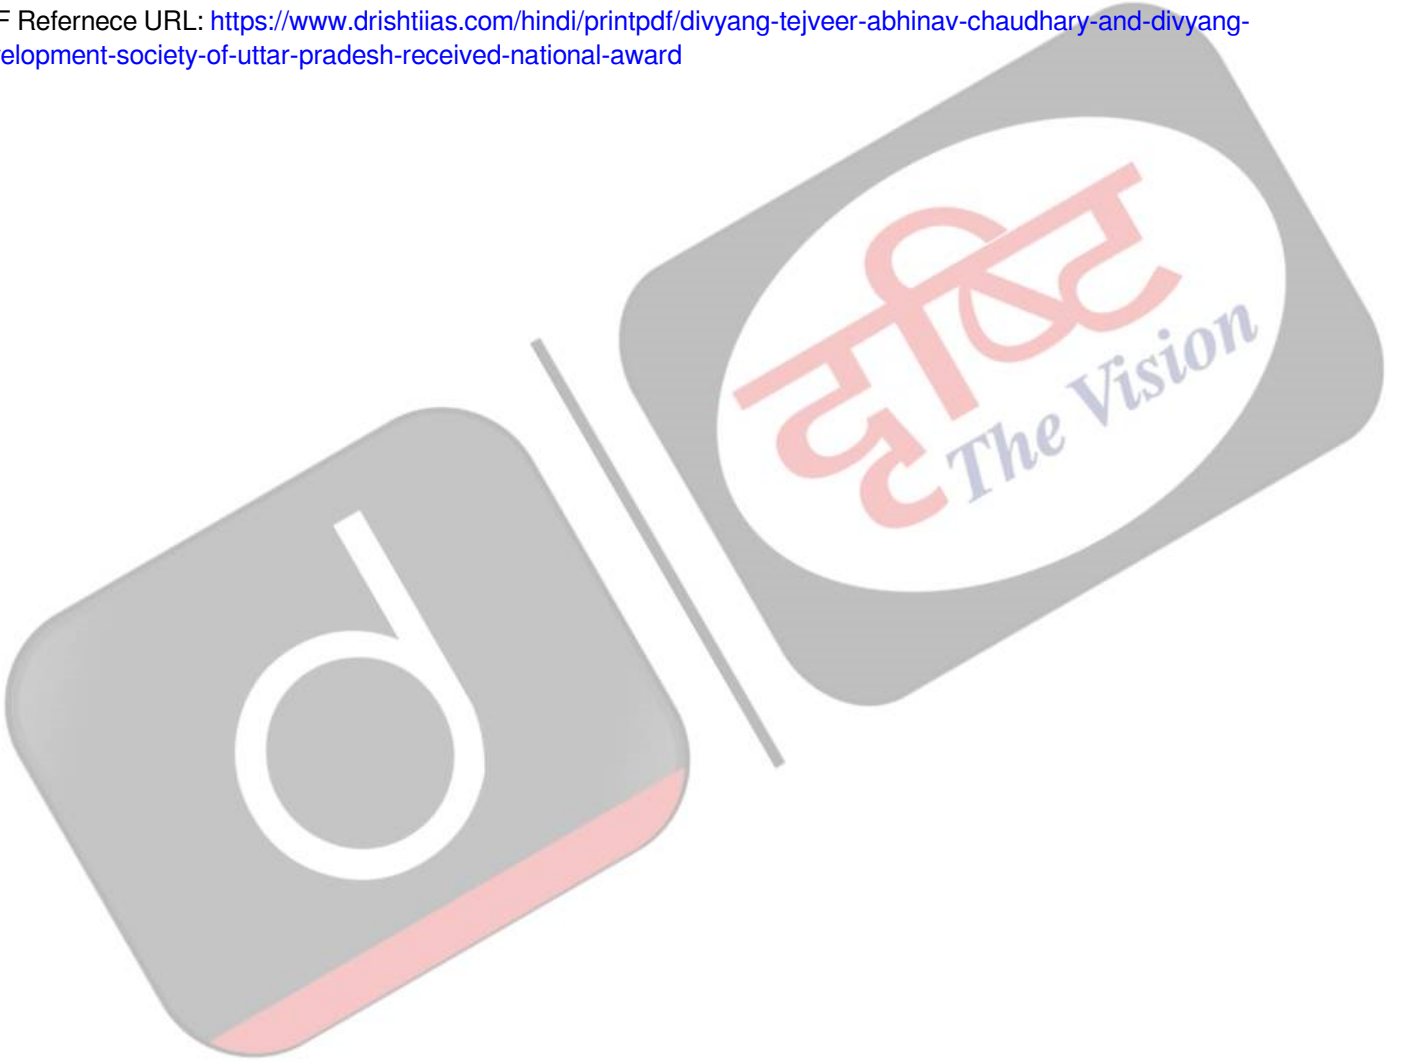 F Refernece URL: https://www.drishtiias.com/hindi/printpdf/divyang-tejveer-abhinav-chaudhary-and-divyang-
elopment-society-of-uttar-pradesh-received-national-award
दृष्टि
The Vision
d